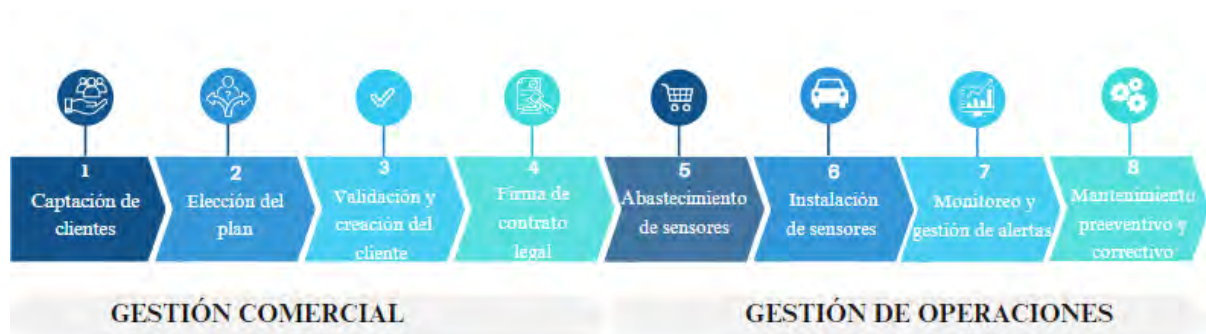 1
Captación de
clientes
2
Elección del
plan
3
Validación y
creación del
cliente
4
Firma de
contrato
legal
5
Abastecimiento
de sensores
6
Instalación
de sensores
7
Monitoreo y
gestión de alertas
8
Mantenimiento
preeventivo y
correctivo
GESTIÓN COMERCIAL
GESTIÓN DE OPERACIONES